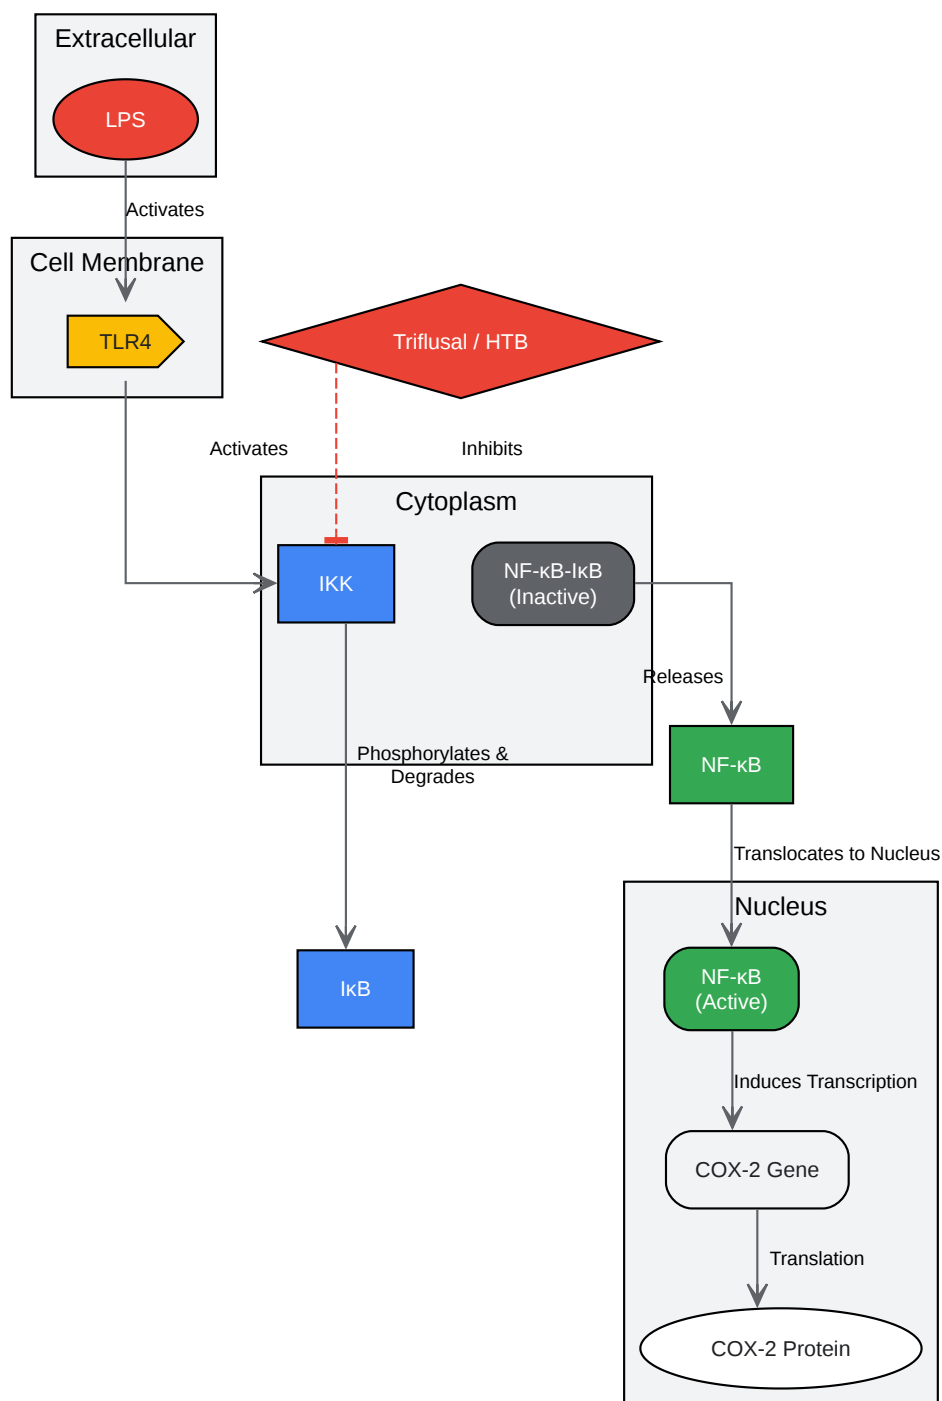 Extracellular
LPS
Activates
Cell Membrane
TLR4
Triflusal / HTB
Activates
Inhibits
Cytoplasm
IKK
NF-κB-IκB
(Inactive)
Releases
Phosphorylates &
Degrades
NF-κB
Translocates to Nucleus
Nucleus
IκB
NF-κB
(Active)
Induces Transcription
COX-2 Gene
Translation
COX-2 Protein